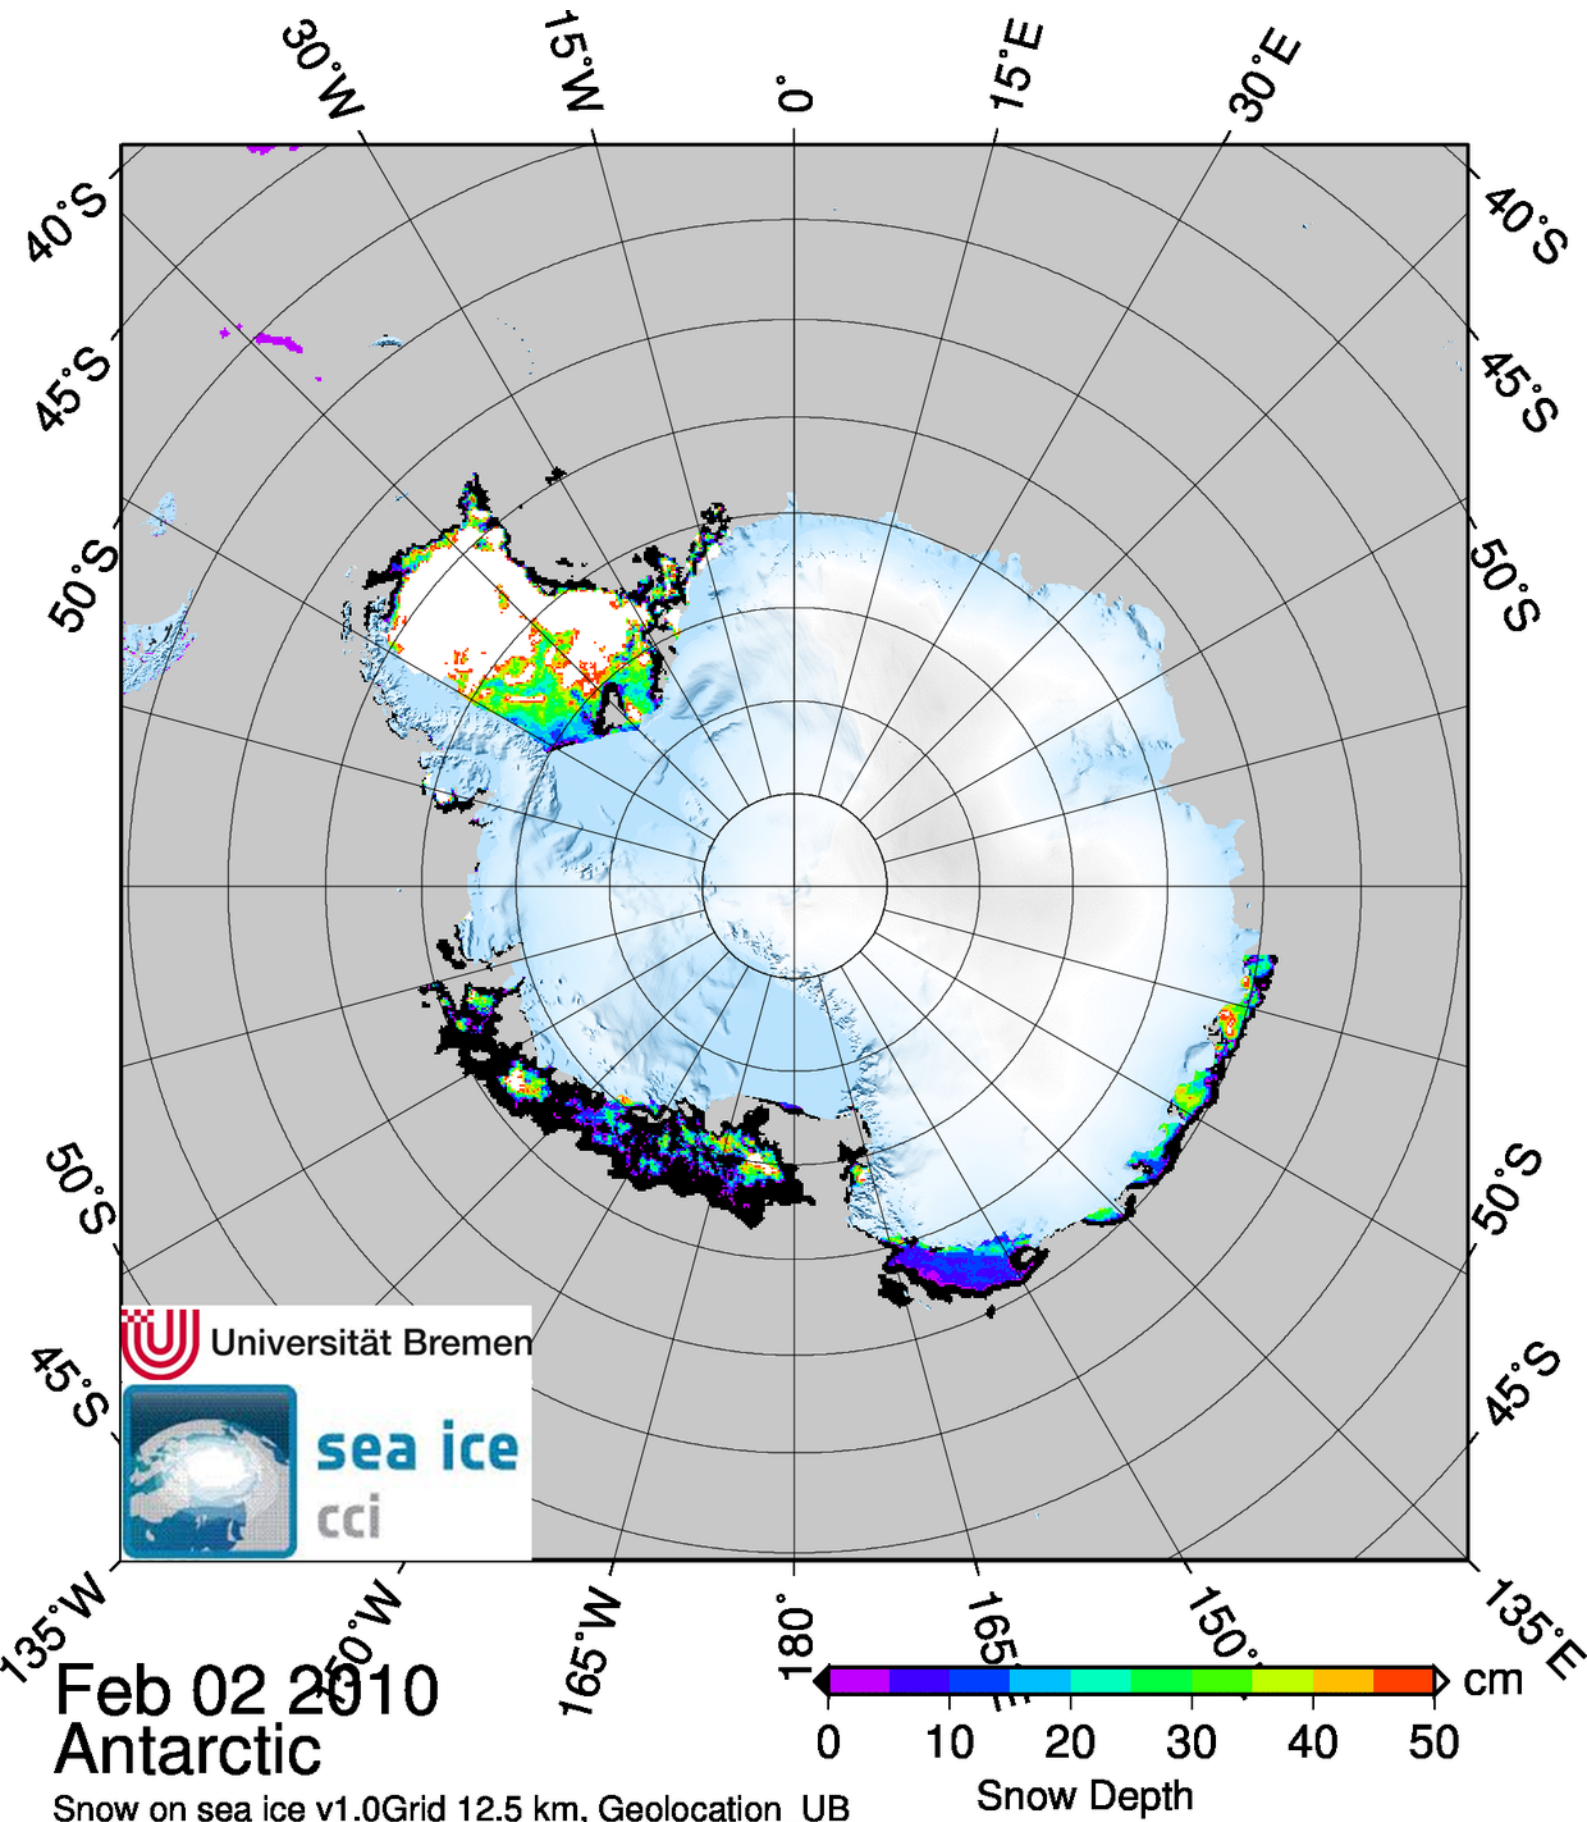 30°W 15°W 0° 15°E 30°E
40°S 40°S
45°S 45°S
50°S 50°S
50°S 50°S
45°S 45°S
Universität Bremen
sea ice
cci
135°W 165°W 180° 165°E 150° 135°E
Feb 02 2010
Antarctic
cm
0 10 20 30 40 50
Snow Depth
Snow on sea ice v1.0Grid 12.5 km, Geolocation UB